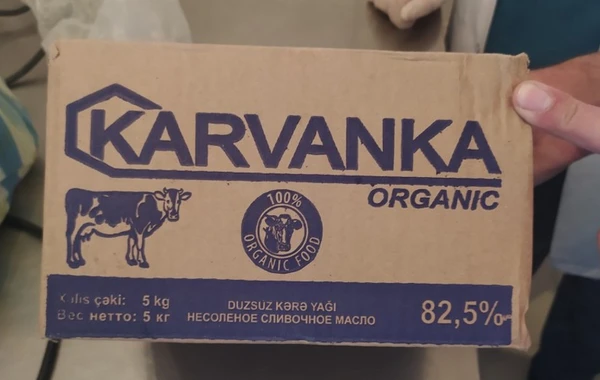 KARVANKA
ORGANIC
100%
ORGANIC FOOD
çəki: 5 kg
Вес нетто: 5 кг
DUZSUZ KƏRƏ YAĞI
НЕСОЛЕНОЕ СЛИВОЧНОЕ МАСЛО
82,5%